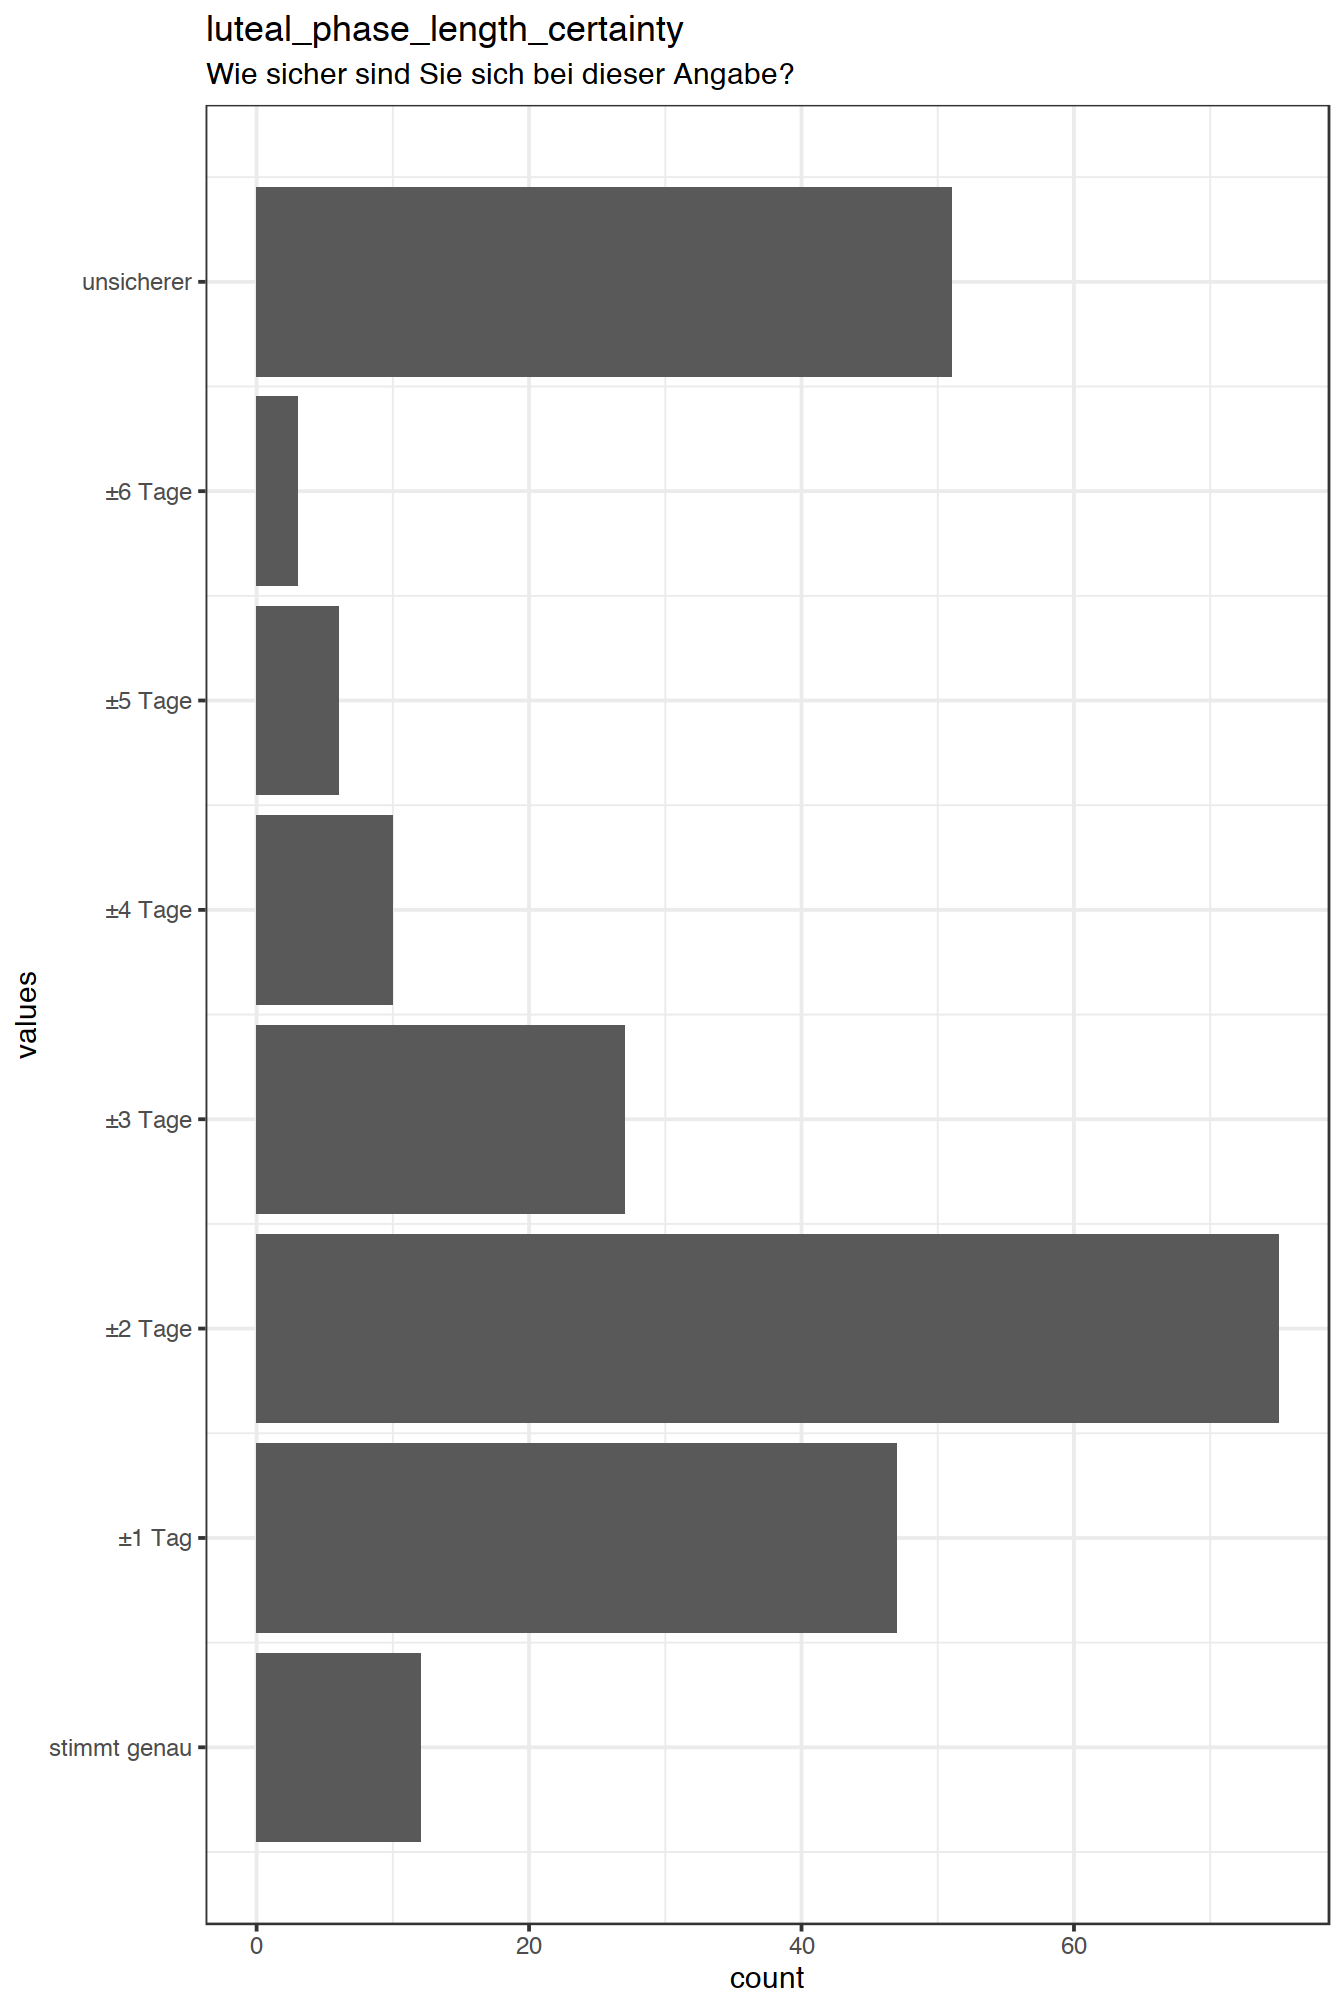 luteal_phase_length_certainty
Wie sicher sind Sie sich bei dieser Angabe?
unsicherer
±6 Tage
±5 Tage
±4 Tage
±3 Tage
±2 Tage
±1 Tag
stimmt genau
values
0 20 40 60
count